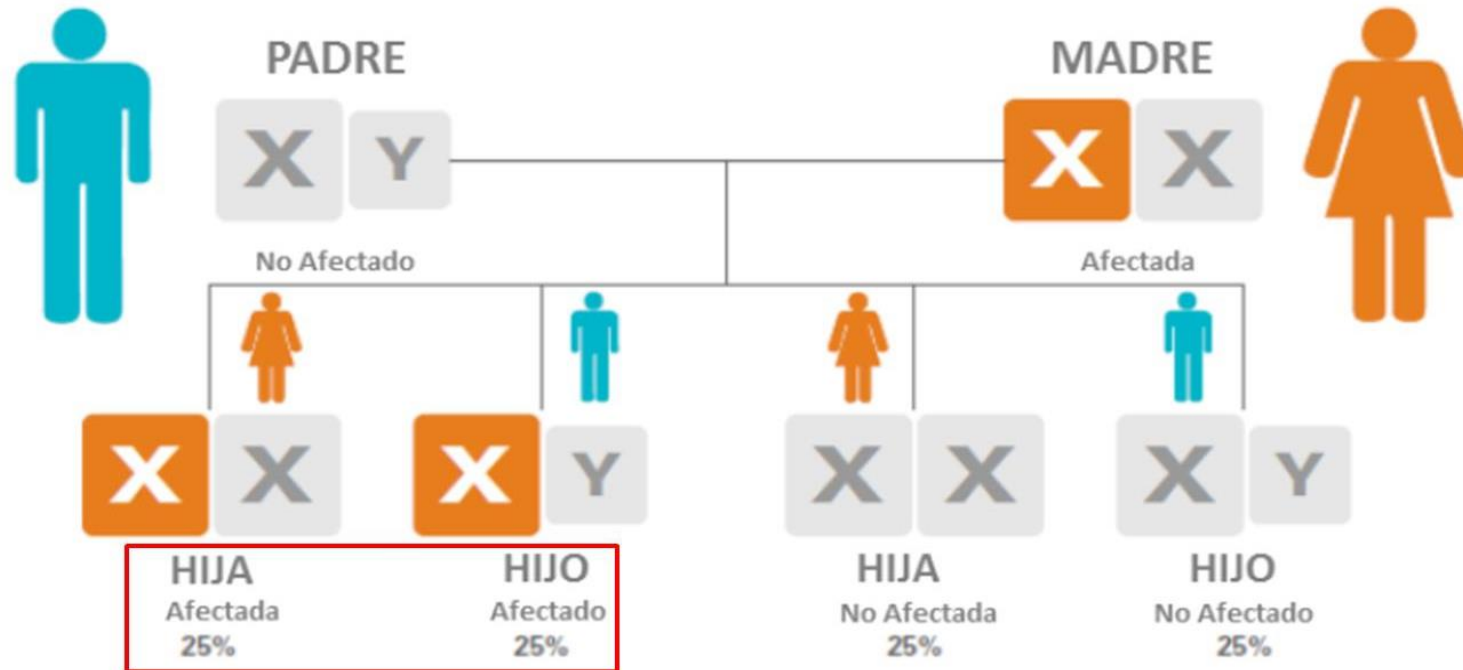 PADRE
MADRE
X Y
X X
No Afectado
Afectada
X X
X Y
X X
X Y
HIJA
HIJO
HIJA
HIJO
Afectada
Afectado
No Afectada
No Afectado
25%
25%
25%
25%